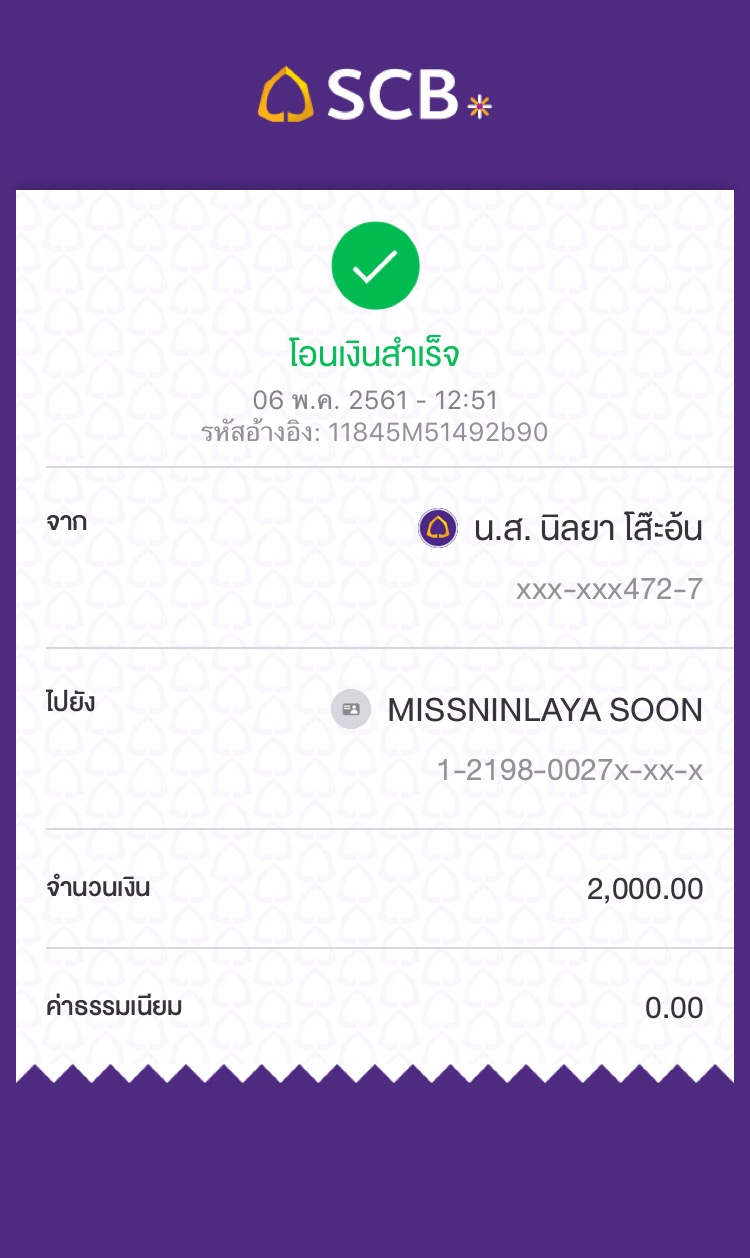 SCB
โอนเงินสำเร็จ
06 พ.ค. 2561 - 12:51
รหัสอ้างอิง: 11845M51492b90
จาก
น.ส. นิลยา โส๊ะอ้น
xxx-xxx472-7
ไปยัง
MISSNINLAYA SOON
1-2198-0027x-xx-x
จำนวนเงิน
2,000.00
ค่าธรรมเนียม
0.00